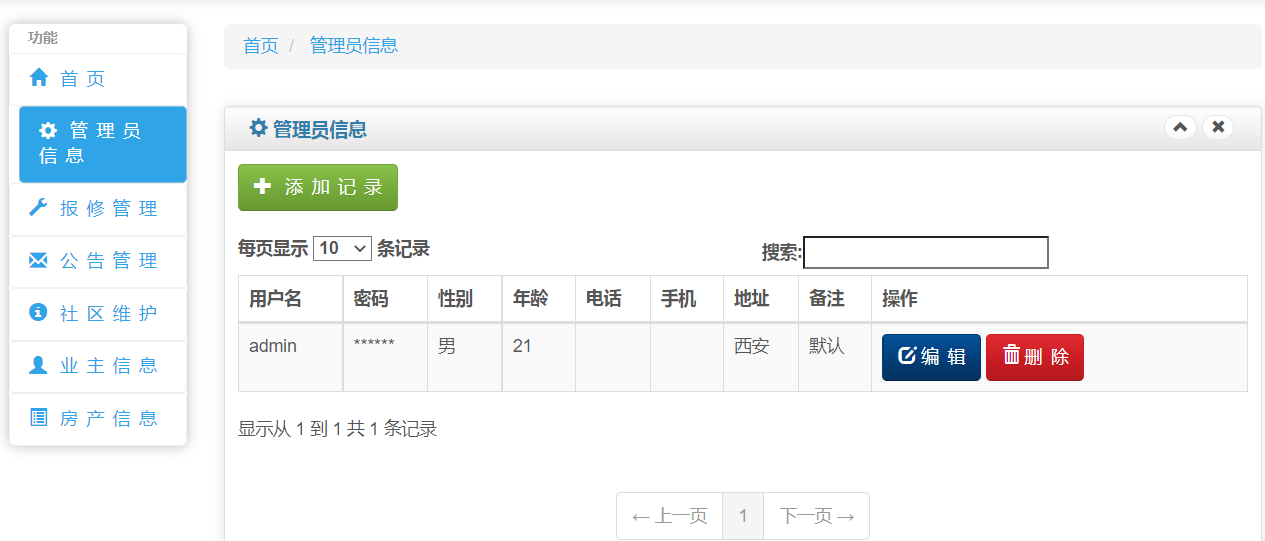 功能
首页
管理员
信息
报修管理
公告管理
社区维护
业主信息
房产信息
首页 / 管理员信息
管理员信息
添加记录
每页显示 10 条记录
搜索:
用户名 密码 性别 年龄 电话 手机 地址 备注 操作
admin ****** 男 21 西安 默认 编辑 删除
显示从 1 到 1 共 1 条记录
← 上一页 1 下一页 →